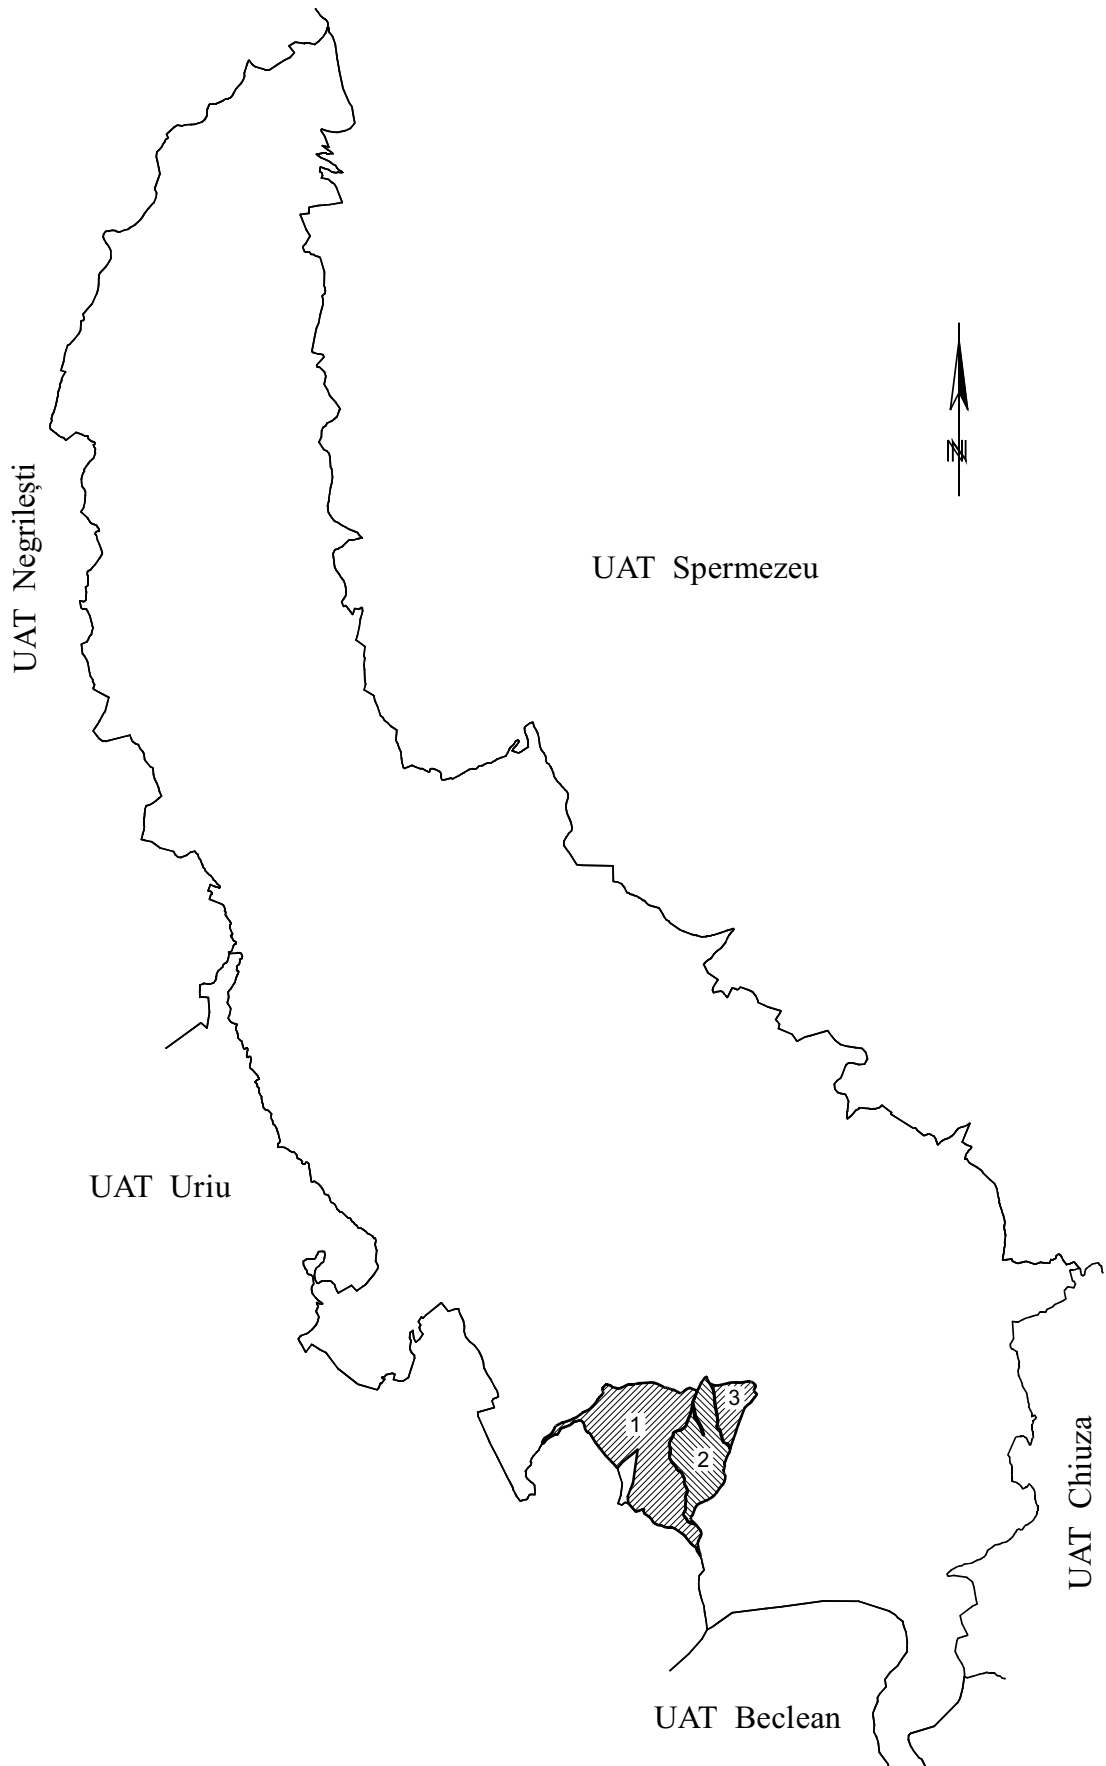 N
UAT Negrilești
UAT Spermezeu
UAT Uriu
1
3
2
UAT Chiuza
UAT Beclean